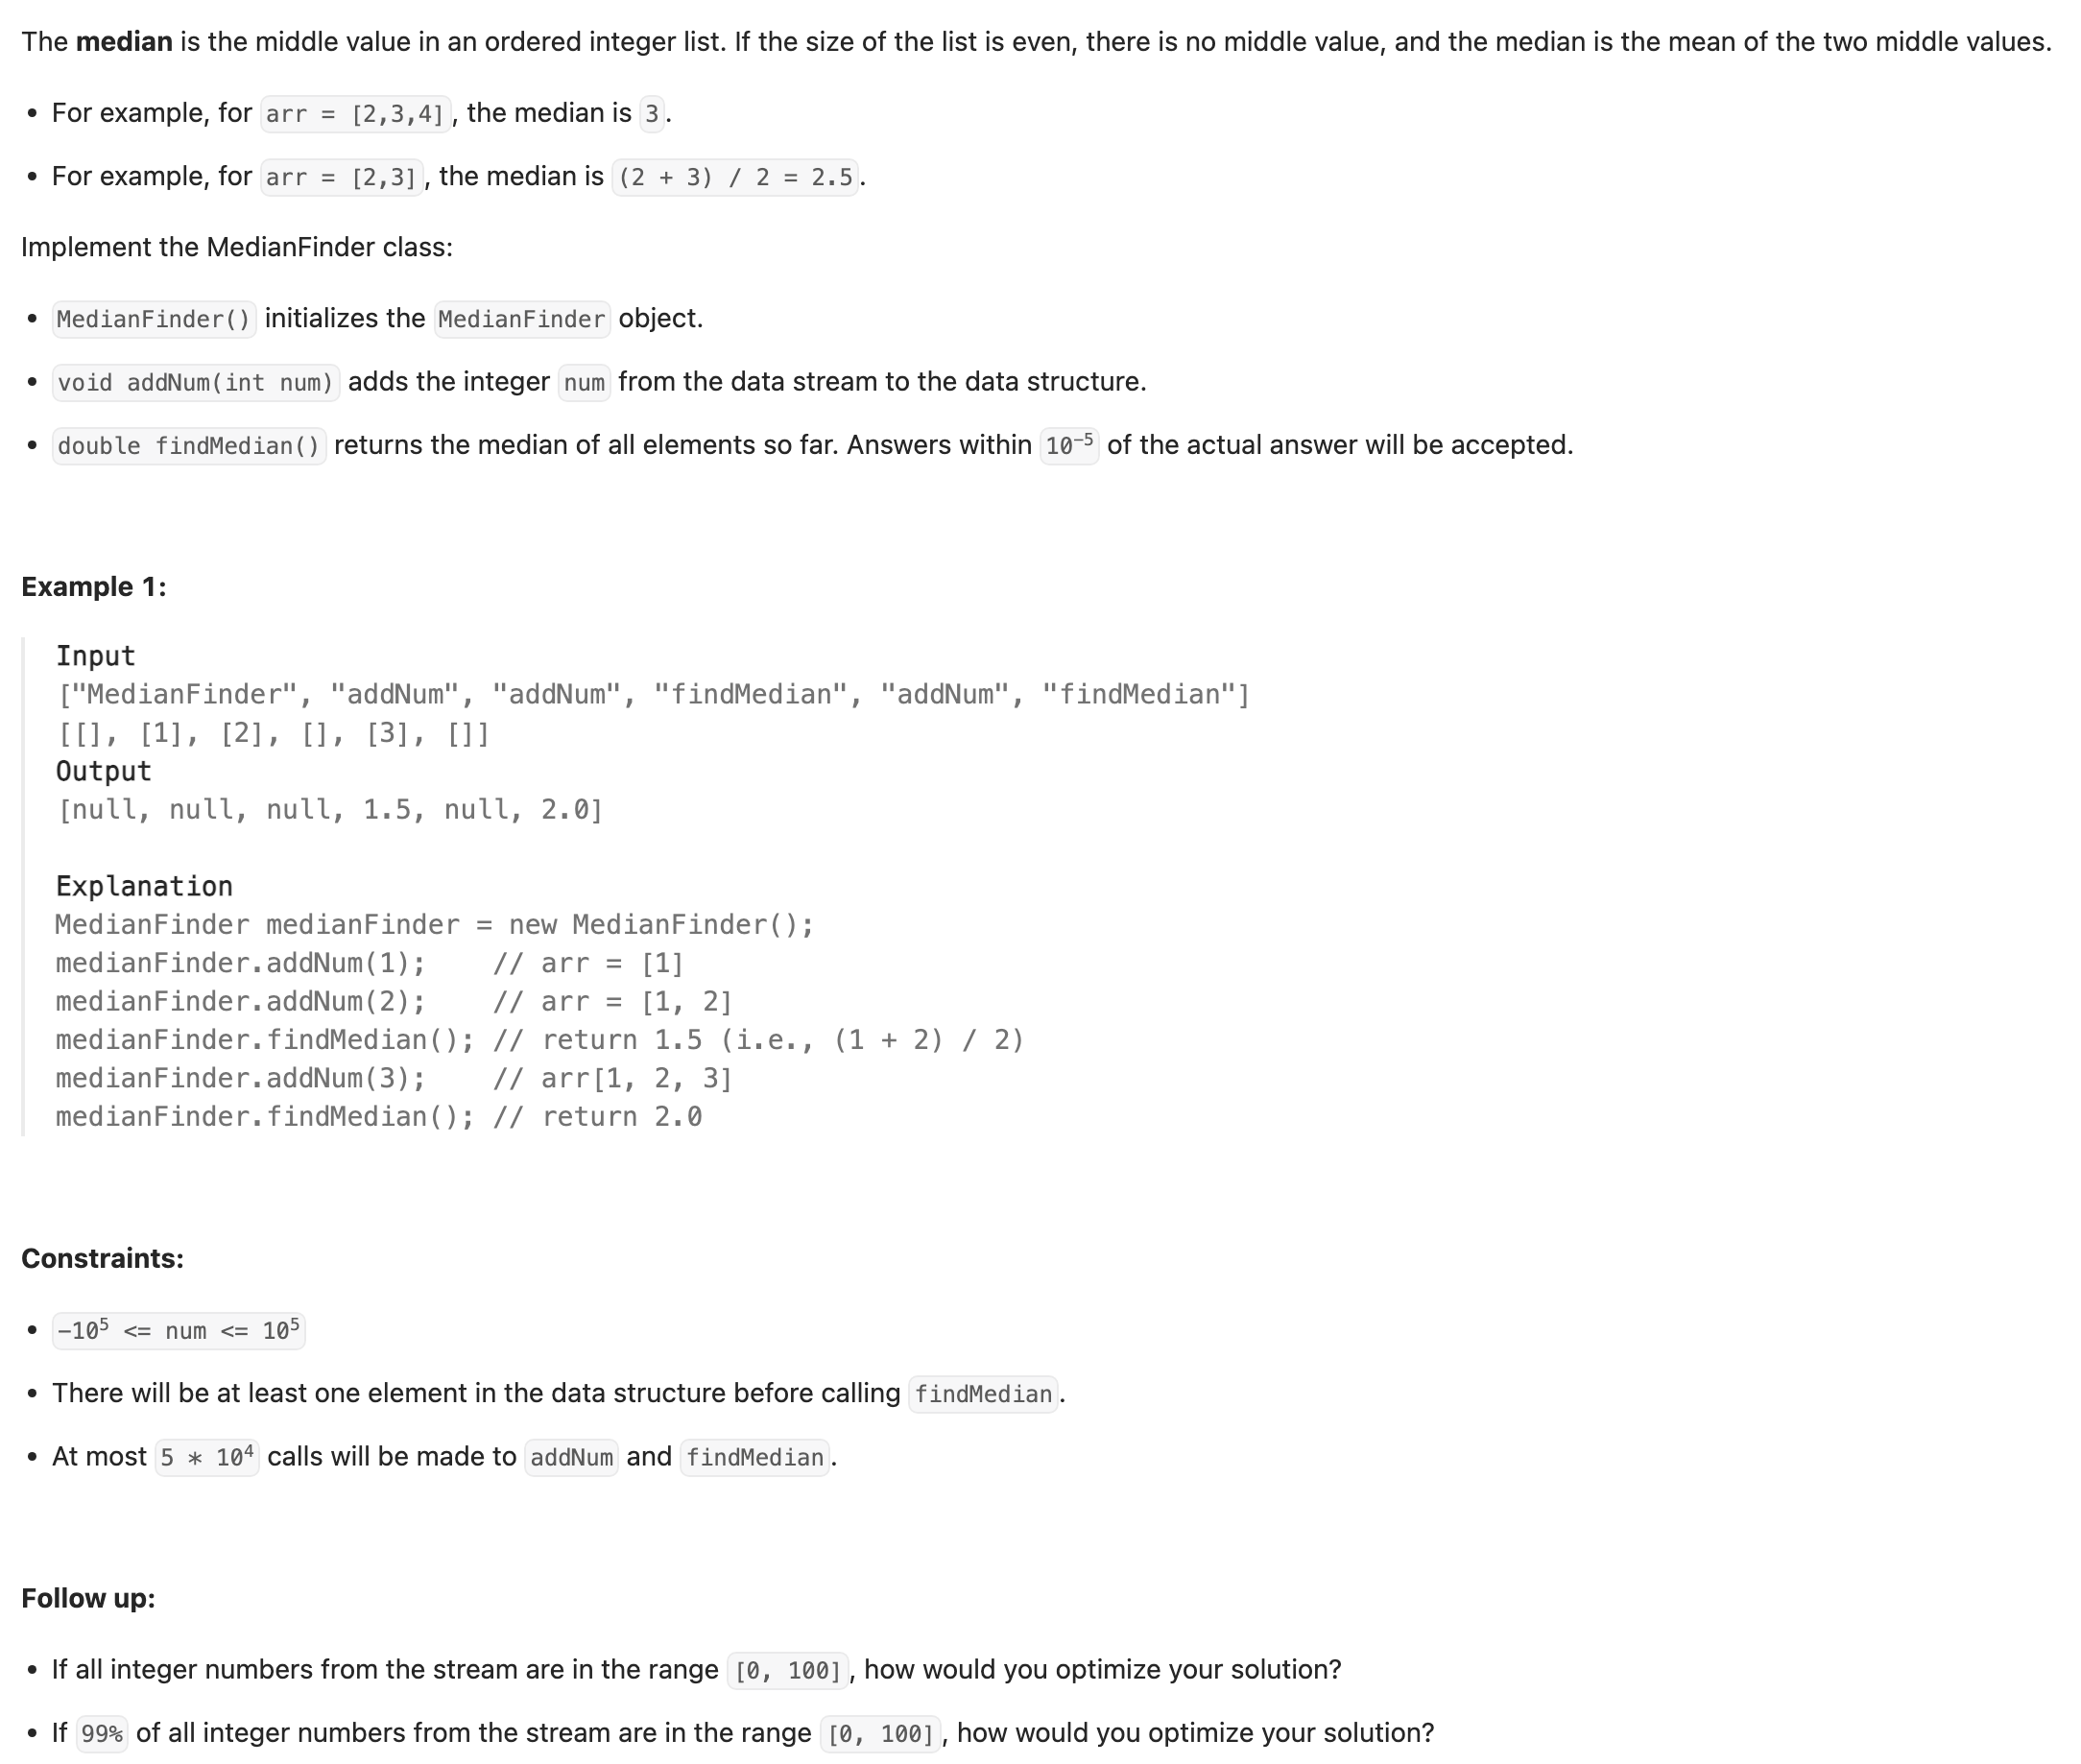 The median is the middle value in an ordered integer list. If the size of the list is even, there is no middle value, and the median is the mean of the two middle values.
• For example, for arr = [2,3,4], the median is 3.
• For example, for arr = [2,3], the median is (2 + 3) / 2 = 2.5.
Implement the MedianFinder class:
• MedianFinder() initializes the MedianFinder object.
• void addNum(int num) adds the integer num from the data stream to the data structure.
• double findMedian() returns the median of all elements so far. Answers within 10⁻⁵ of the actual answer will be accepted.
Example 1:
Input
["MedianFinder", "addNum", "addNum", "findMedian", "addNum", "findMedian"]
[[], [1], [2], [], [3], []]
Output
[null, null, null, 1.5, null, 2.0]
Explanation
MedianFinder medianFinder = new MedianFinder();
medianFinder.addNum(1);    // arr = [1]
medianFinder.addNum(2);    // arr = [1, 2]
medianFinder.findMedian(); // return 1.5 (i.e., (1 + 2) / 2)
medianFinder.addNum(3);    // arr[1, 2, 3]
medianFinder.findMedian(); // return 2.0
Constraints:
• −10⁵ <= num <= 10⁵
• There will be at least one element in the data structure before calling findMedian.
• At most 5 * 10⁴ calls will be made to addNum and findMedian.
Follow up:
• If all integer numbers from the stream are in the range [0, 100], how would you optimize your solution?
• If 99% of all integer numbers from the stream are in the range [0, 100], how would you optimize your solution?